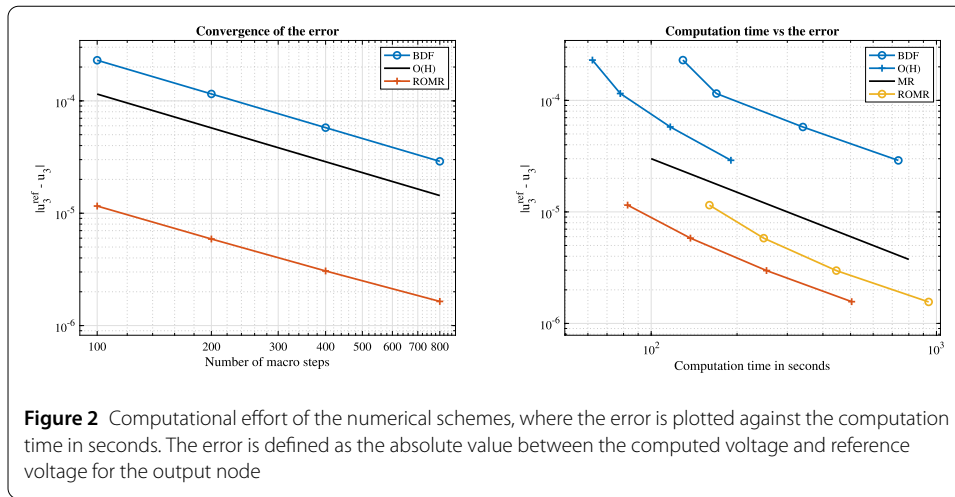 Convergence of the error
BDF
O(H)
ROMR
10^-4
10^-5
10^-6
|u_3^ref - u_3|
100 200 300 400 500 600 700 800
Number of macro steps
Computation time vs the error
BDF
O(H)
MR
ROMR
10^-4
10^-5
10^-6
|u_3^ref - u_3|
10^2 10^3
Computation time in seconds
Figure 2 Computational effort of the numerical schemes, where the error is plotted against the computation
time in seconds. The error is defined as the absolute value between the computed voltage and reference
voltage for the output node